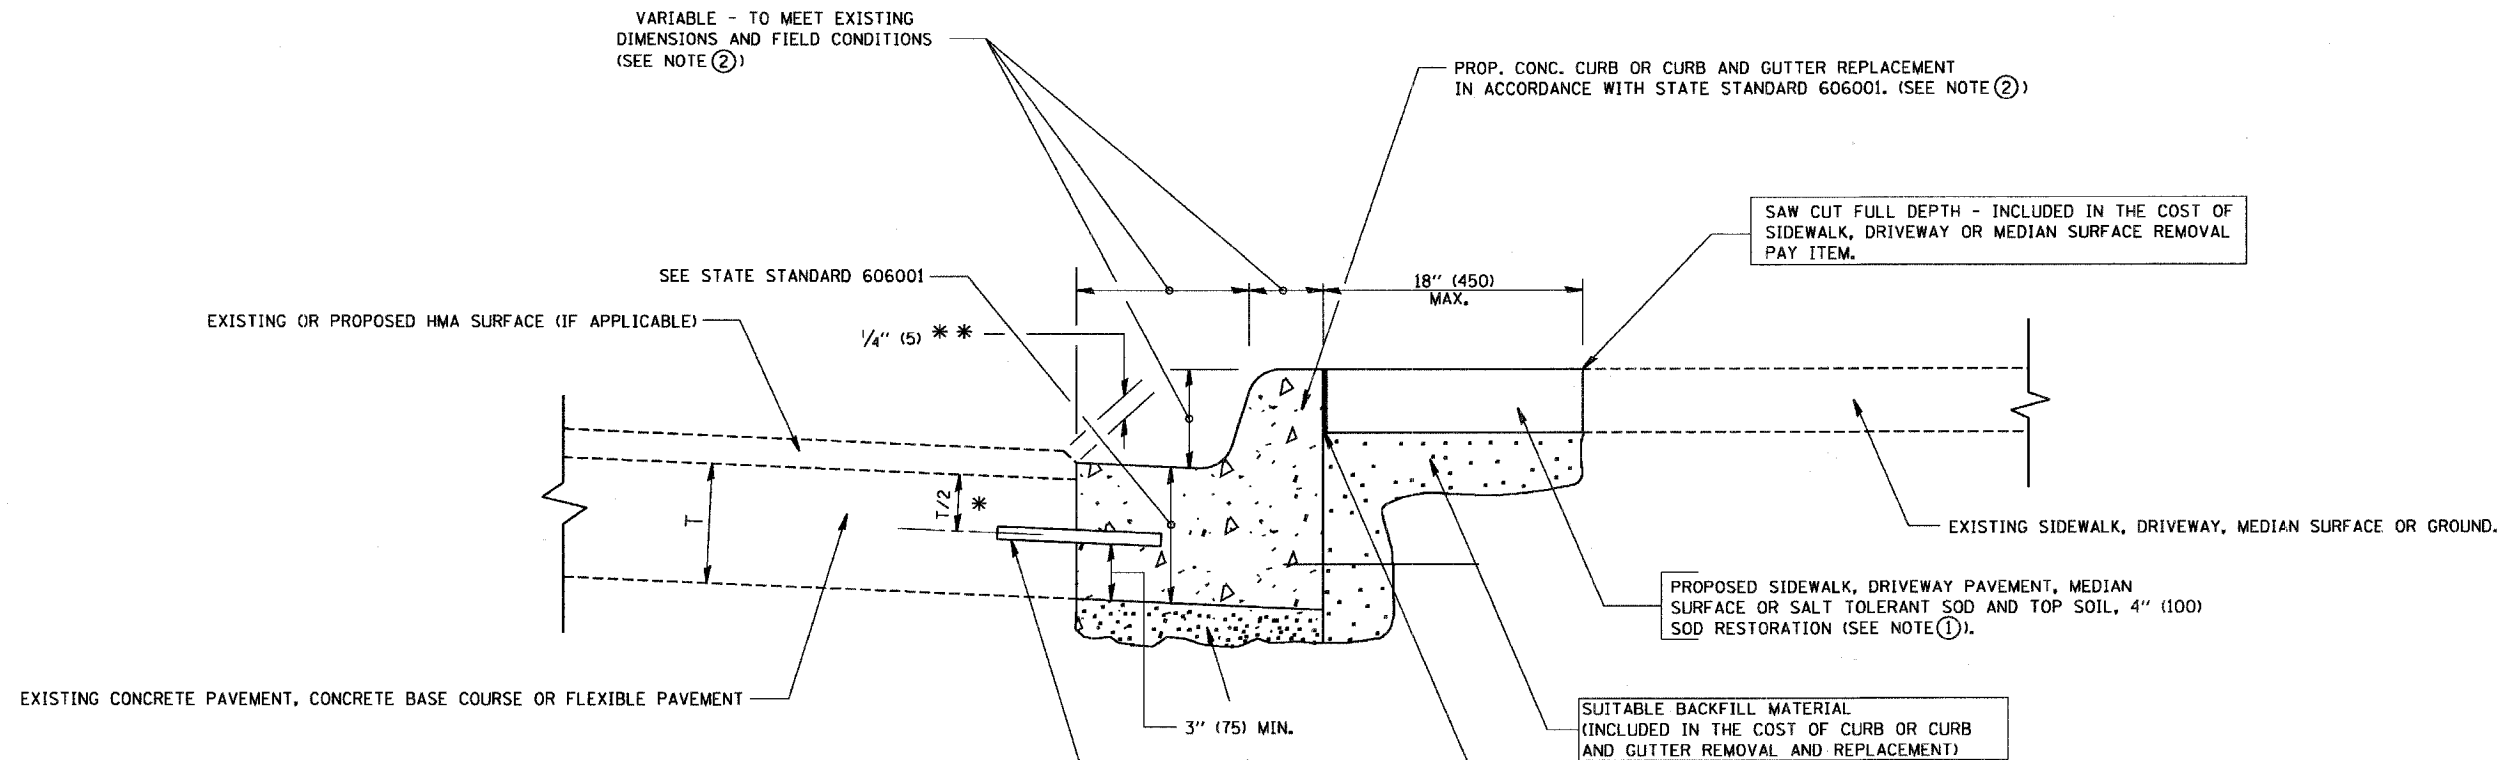 VARIABLE - TO MEET EXISTING
DIMENSIONS AND FIELD CONDITIONS
(SEE NOTE ②)
PROP. CONC. CURB OR CURB AND GUTTER REPLACEMENT
IN ACCORDANCE WITH STATE STANDARD 606001. (SEE NOTE ②)
SAW CUT FULL DEPTH - INCLUDED IN THE COST OF
SIDEWALK, DRIVEWAY OR MEDIAN SURFACE REMOVAL
PAY ITEM.
SEE STATE STANDARD 606001
18" (450)
MAX.
EXISTING OR PROPOSED HMA SURFACE (IF APPLICABLE)
1/4" (5) * *
T
T/2 *
EXISTING SIDEWALK, DRIVEWAY, MEDIAN SURFACE OR GROUND.
PROPOSED SIDEWALK, DRIVEWAY PAVEMENT, MEDIAN
SURFACE OR SALT TOLERANT SOD AND TOP SOIL, 4" (100)
SOD RESTORATION (SEE NOTE ①).
EXISTING CONCRETE PAVEMENT, CONCRETE BASE COURSE OR FLEXIBLE PAVEMENT
3" (75) MIN.
SUITABLE BACKFILL MATERIAL
(INCLUDED IN THE COST OF CURB OR CURB
AND GUTTER REMOVAL AND REPLACEMENT)